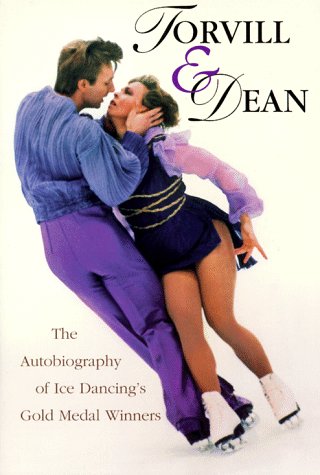 TORVILL
&
DEAN
The
Autobiography
of Ice Dancing's
Gold Medal Winners